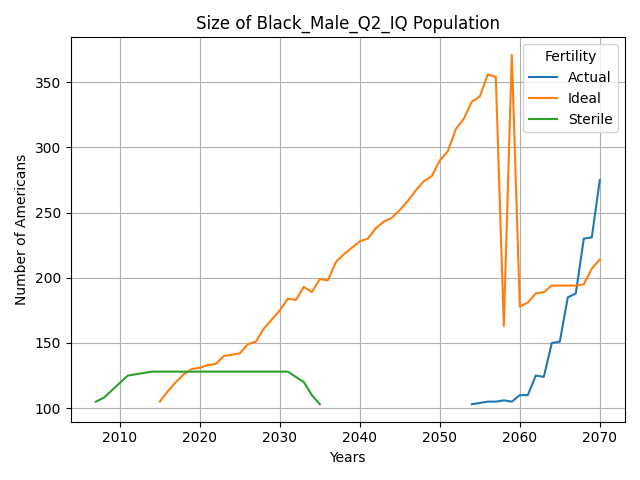 Size of Black_Male_Q2_IQ Population
Number of Americans
350
300
250
200
150
100
2010
2020
2030
2040
2050
2060
2070
Years
Fertility
Actual
Ideal
Sterile